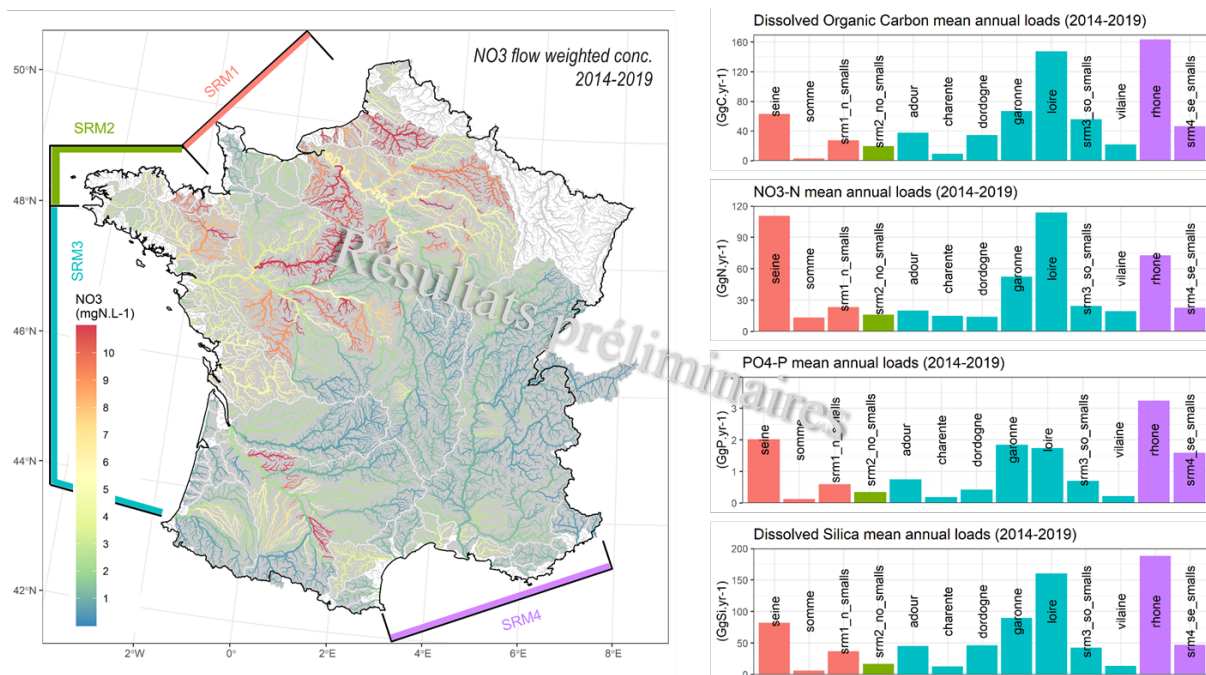 NO3 flow weighted conc.
2014-2019
50°N
48°N
46°N
44°N
42°N
2°W
0°
2°E
4°E
6°E
8°E
SRM1
SRM2
SRM3
SRM4
NO3
(mgN.L-1)
10
9
8
7
6
5
4
3
2
1
Résultats préliminaires
Dissolved Organic Carbon mean annual loads (2014-2019)
(GgC.yr-1)
160
120
80
40
0
seine
somme
srm1_n_smalls
srm2_no_smalls
adour
charente
dordogne
garonne
loire
srm3_so_smalls
vilaine
rhone
srm4_se_smalls
NO3-N mean annual loads (2014-2019)
(GgN.yr-1)
120
90
60
30
0
seine
somme
srm1_n_smalls
srm2_no_smalls
adour
charente
dordogne
garonne
loire
srm3_so_smalls
vilaine
rhone
srm4_se_smalls
PO4-P mean annual loads (2014-2019)
(GgP.yr-1)
3
2
1
0
seine
somme
srm1_n_smalls
srm2_no_smalls
adour
charente
dordogne
garonne
loire
srm3_so_smalls
vilaine
rhone
srm4_se_smalls
Dissolved Silica mean annual loads (2014-2019)
(GgSi.yr-1)
200
150
100
50
0
seine
somme
srm1_n_smalls
srm2_no_smalls
adour
charente
dordogne
garonne
loire
srm3_so_smalls
vilaine
rhone
srm4_se_smalls